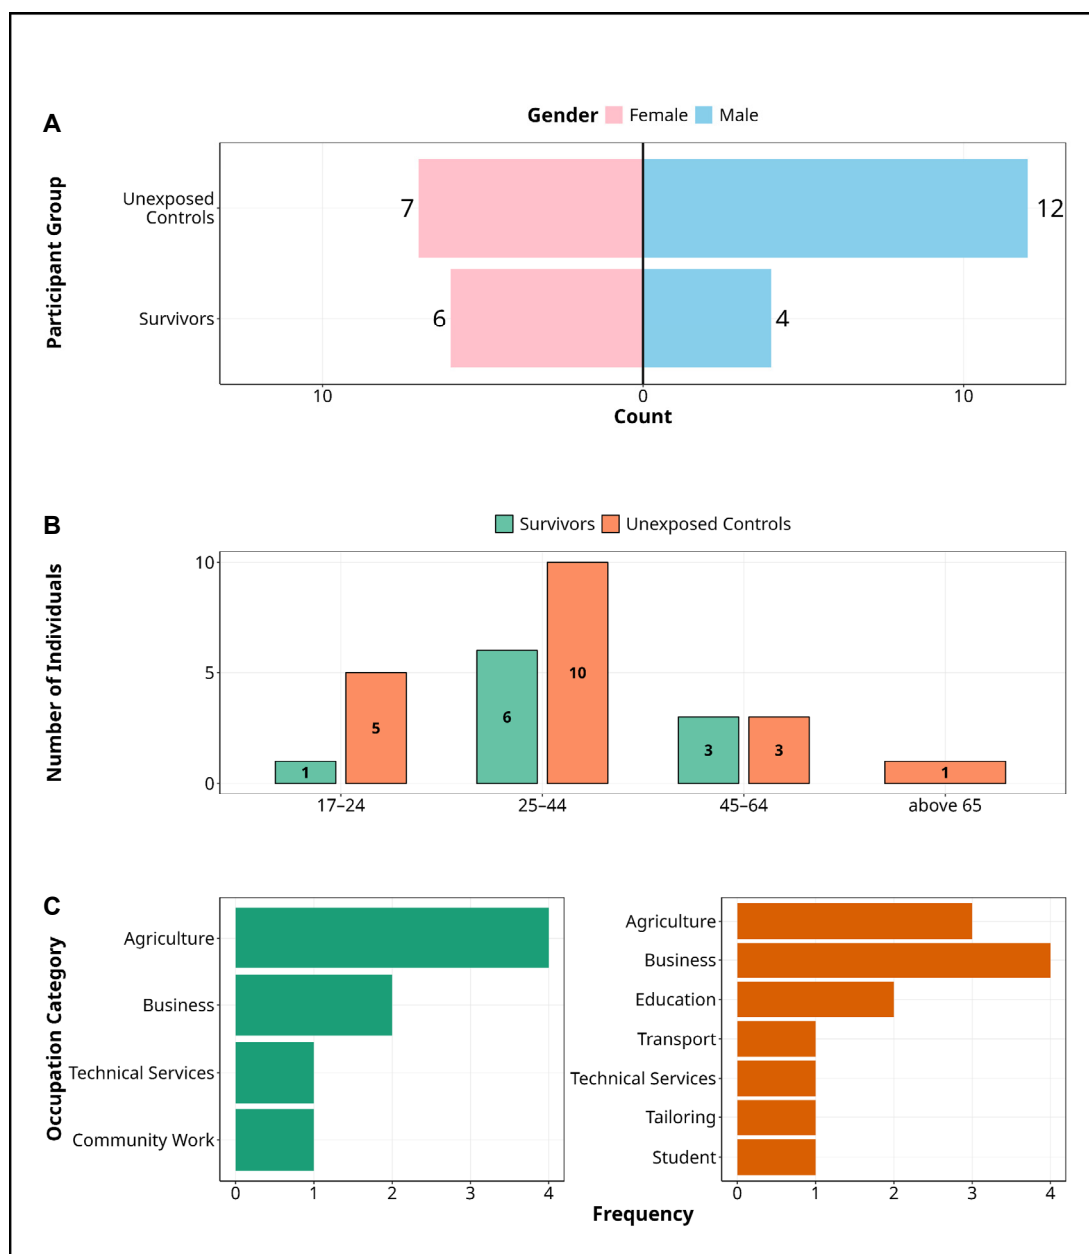 A
Gender Female Male
Participant Group
Unexposed
Controls
7
12
Survivors
6
4
10 0 10
Count
B
Survivors Unexposed Controls
Number of Individuals
10
5
0
1
5
6
10
3
3
1
17–24 25–44 45–64 above 65
C
Occupation Category
Agriculture
Business
Technical Services
Community Work
0 1 2 3 4
Agriculture
Business
Education
Transport
Technical Services
Tailoring
Student
0 1 2 3 4
Frequency